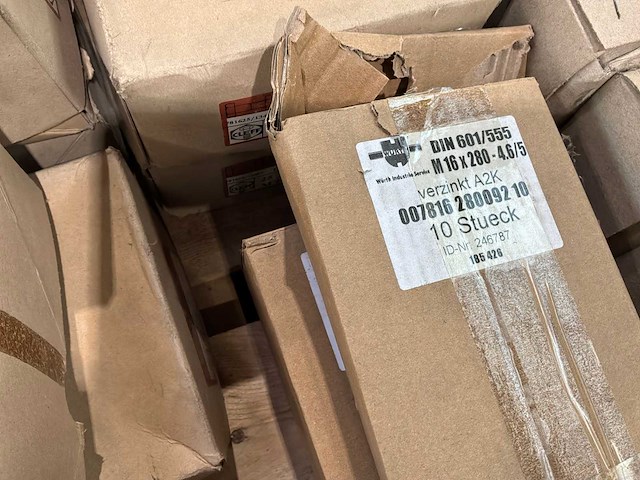 WÜRTH
Würth Industrie Service
DIN 601/555
M 16 x 280 - 4.6/5
verzinkt A2K
007816 280092 10
10 Stueck
ID-Nr. 246787
185 426